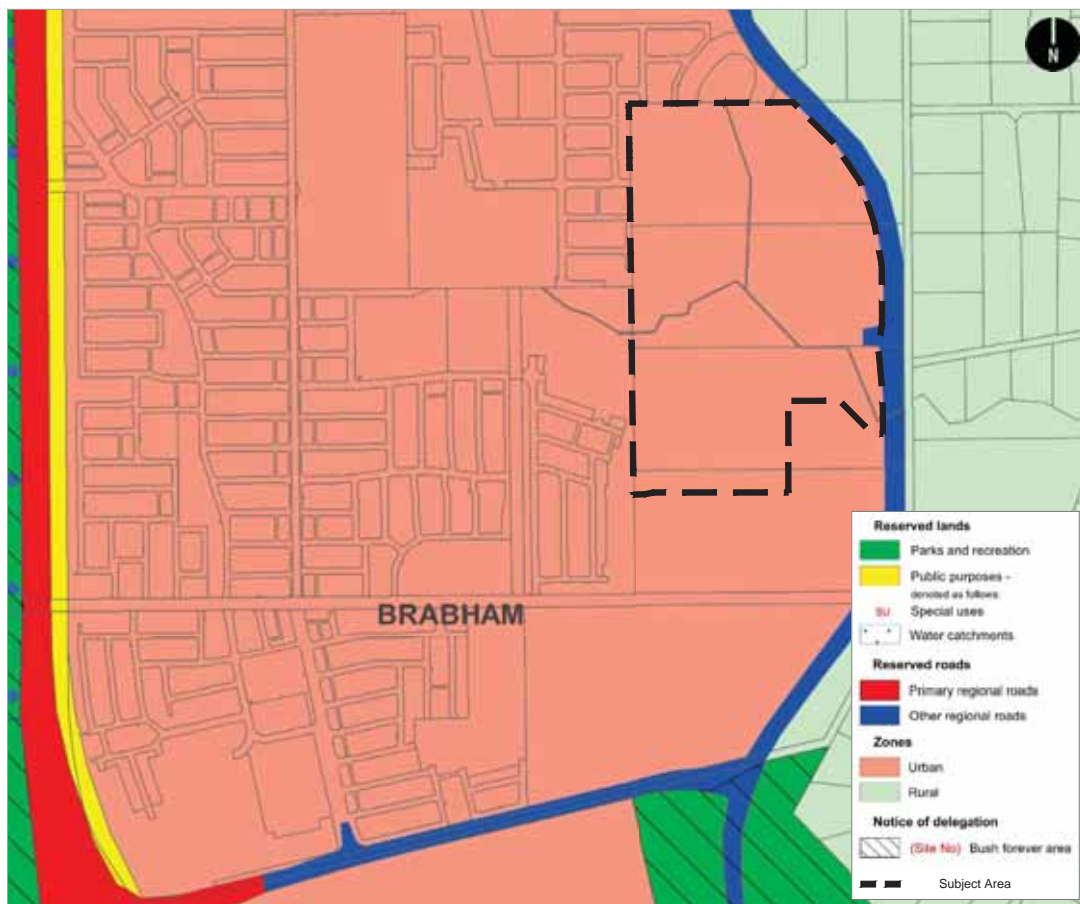 N
BRABHAM
Reserved lands
Parks and recreation
Public purposes -
denoted as follows:
SU Special uses
Water catchments
Reserved roads
Primary regional roads
Other regional roads
Zones
Urban
Rural
Notice of delegation
(Site No) Bush forever area
Subject Area